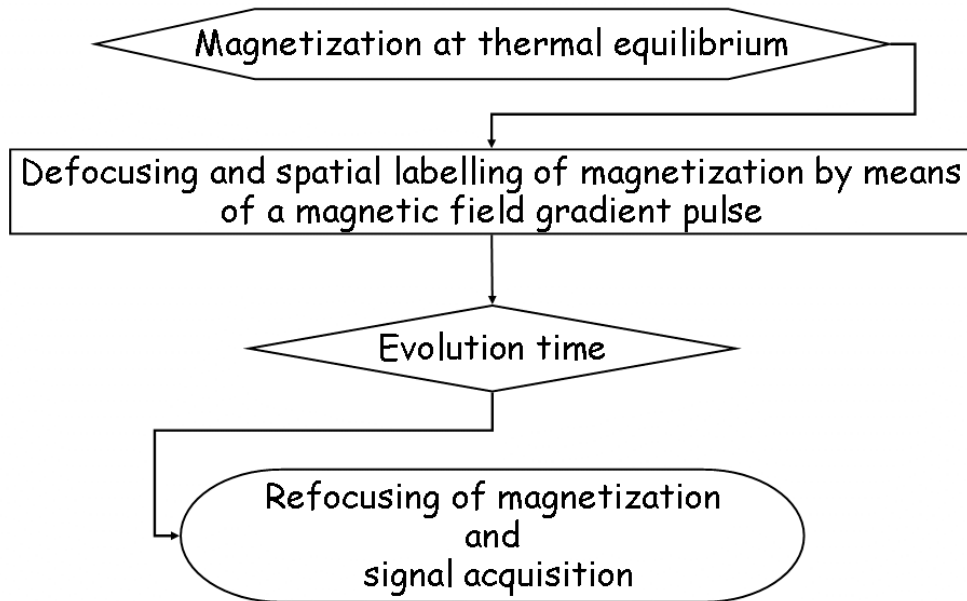 Magnetization at thermal equilibrium
Defocusing and spatial labelling of magnetization by means
of a magnetic field gradient pulse
Evolution time
Refocusing of magnetization
and
signal acquisition